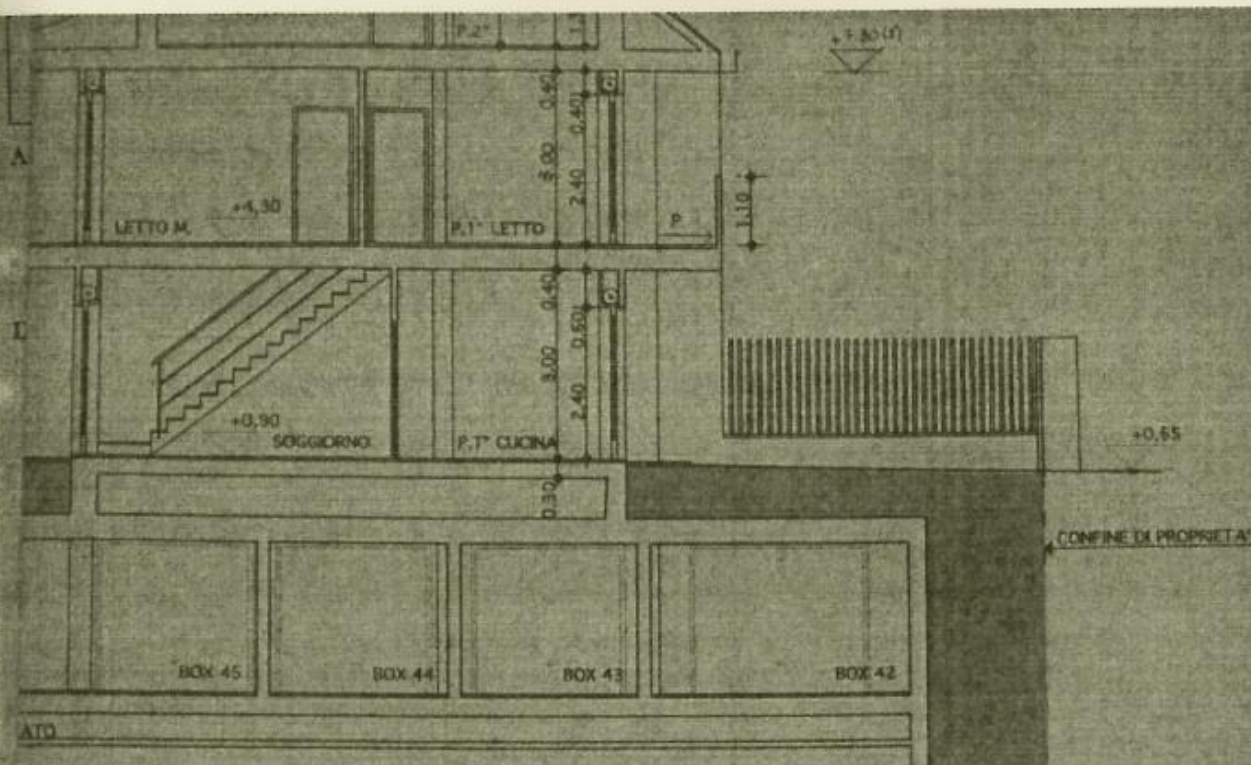 P.2°
+7.80(?)
0,40
0,40
A
3,00
2,40
1,10
+4,30
LETTO M.
P.1° LETTO
P
0,40
0,60
3,00
2,40
+0,90
SOGGIORNO
P.T° CUCINA
+0,65
0,30
CONFINE DI PROPRIETA'
BOX 45
BOX 44
BOX 43
BOX 42
ATO